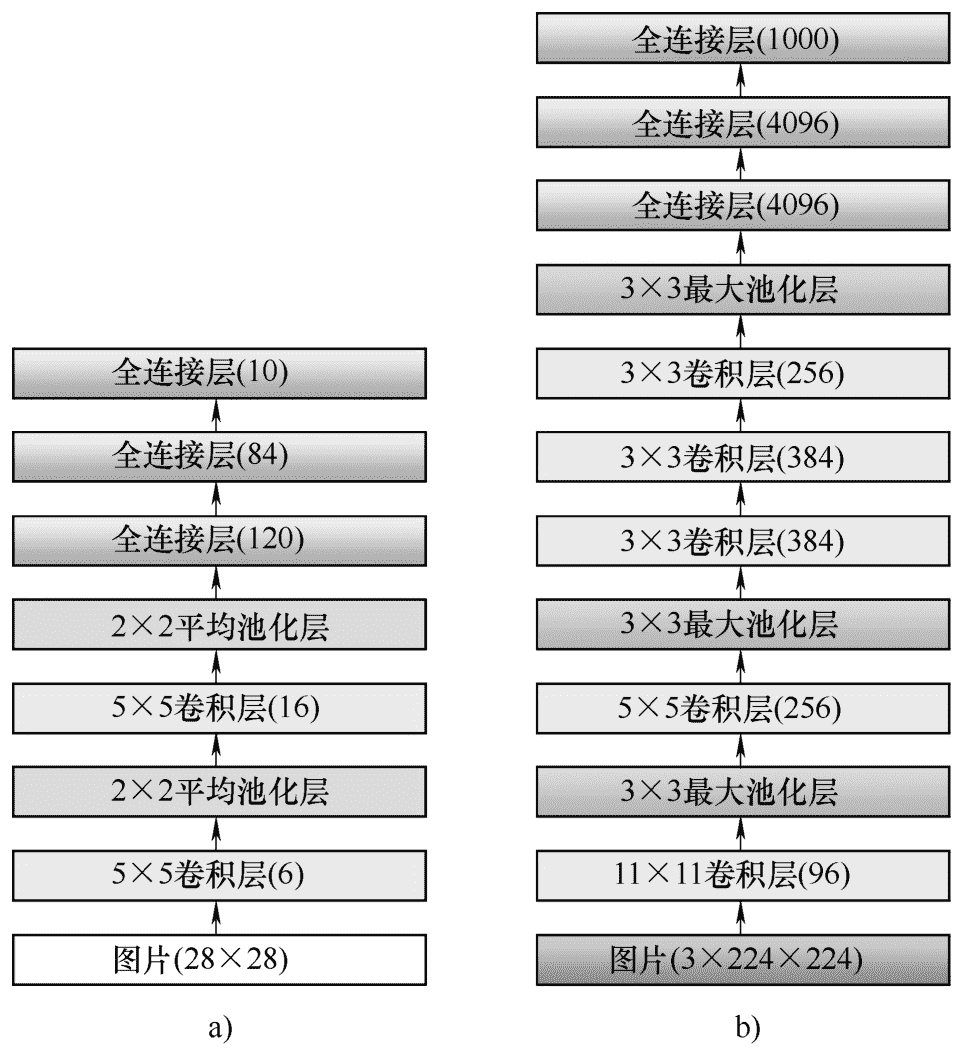 全连接层(10)
全连接层(84)
全连接层(120)
2×2平均池化层
5×5卷积层(16)
2×2平均池化层
5×5卷积层(6)
图片(28×28)
a)
全连接层(1000)
全连接层(4096)
全连接层(4096)
3×3最大池化层
3×3卷积层(256)
3×3卷积层(384)
3×3卷积层(384)
3×3最大池化层
5×5卷积层(256)
3×3最大池化层
11×11卷积层(96)
图片(3×224×224)
b)